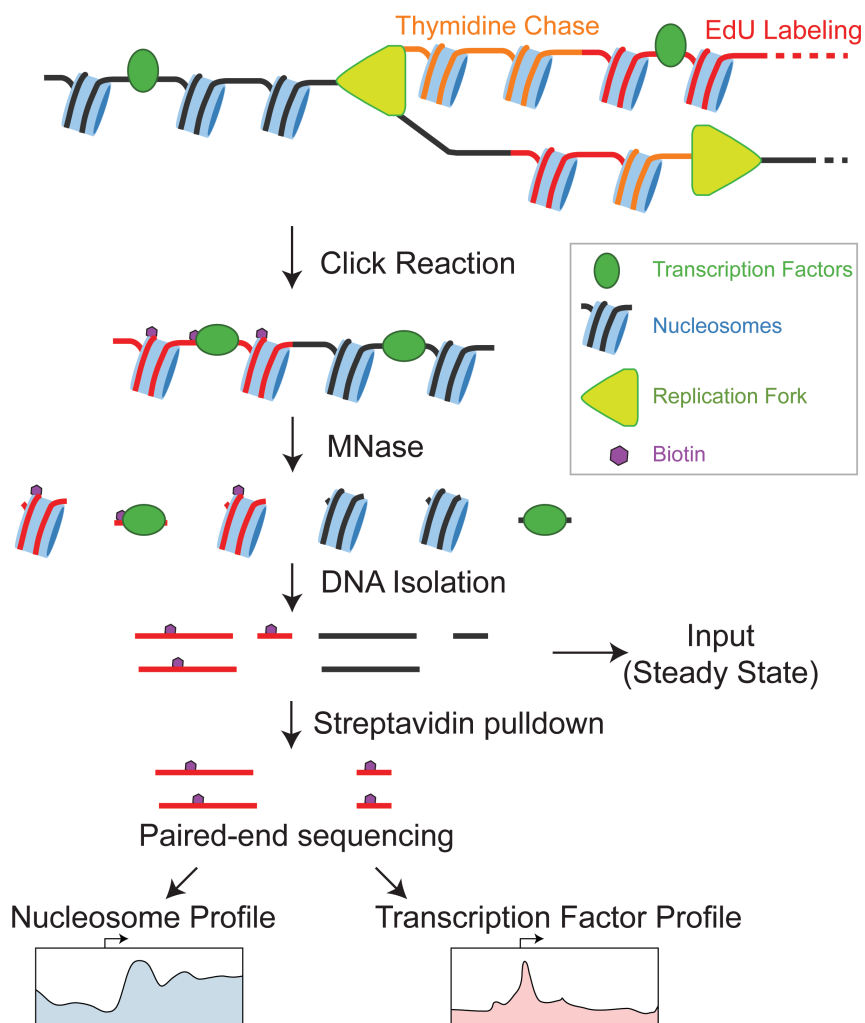 Thymidine Chase
EdU Labeling
Click Reaction
Transcription Factors
Nucleosomes
Replication Fork
Biotin
MNase
DNA Isolation
Input
(Steady State)
Streptavidin pulldown
Paired-end sequencing
Nucleosome Profile
Transcription Factor Profile